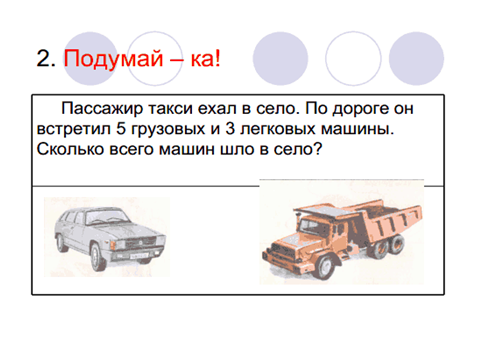 2. Подумай – ка!
Пассажир такси ехал в село. По дороге он
встретил 5 грузовых и 3 легковых машины.
Сколько всего машин шло в село?